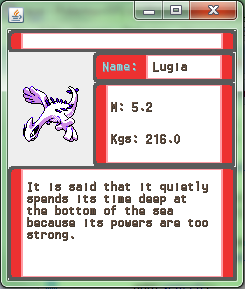 Name: Lugia
M: 5.2
Kgs: 216.0
It is said that it quietly
spends its time deep at
the bottom of the sea
because its powers are too
strong.